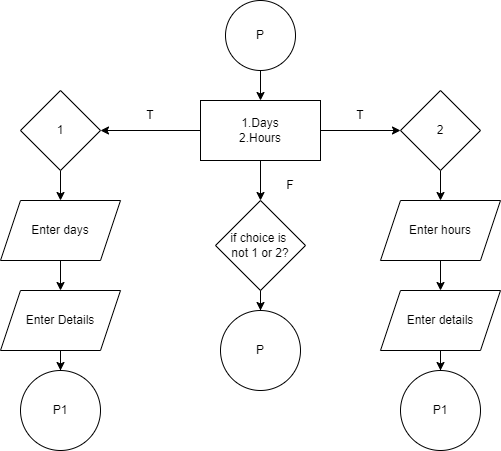 P
T
T
1
1.Days
2.Hours
2
F
Enter days
if choice is
not 1 or 2?
Enter hours
Enter Details
P
Enter details
P1
P1